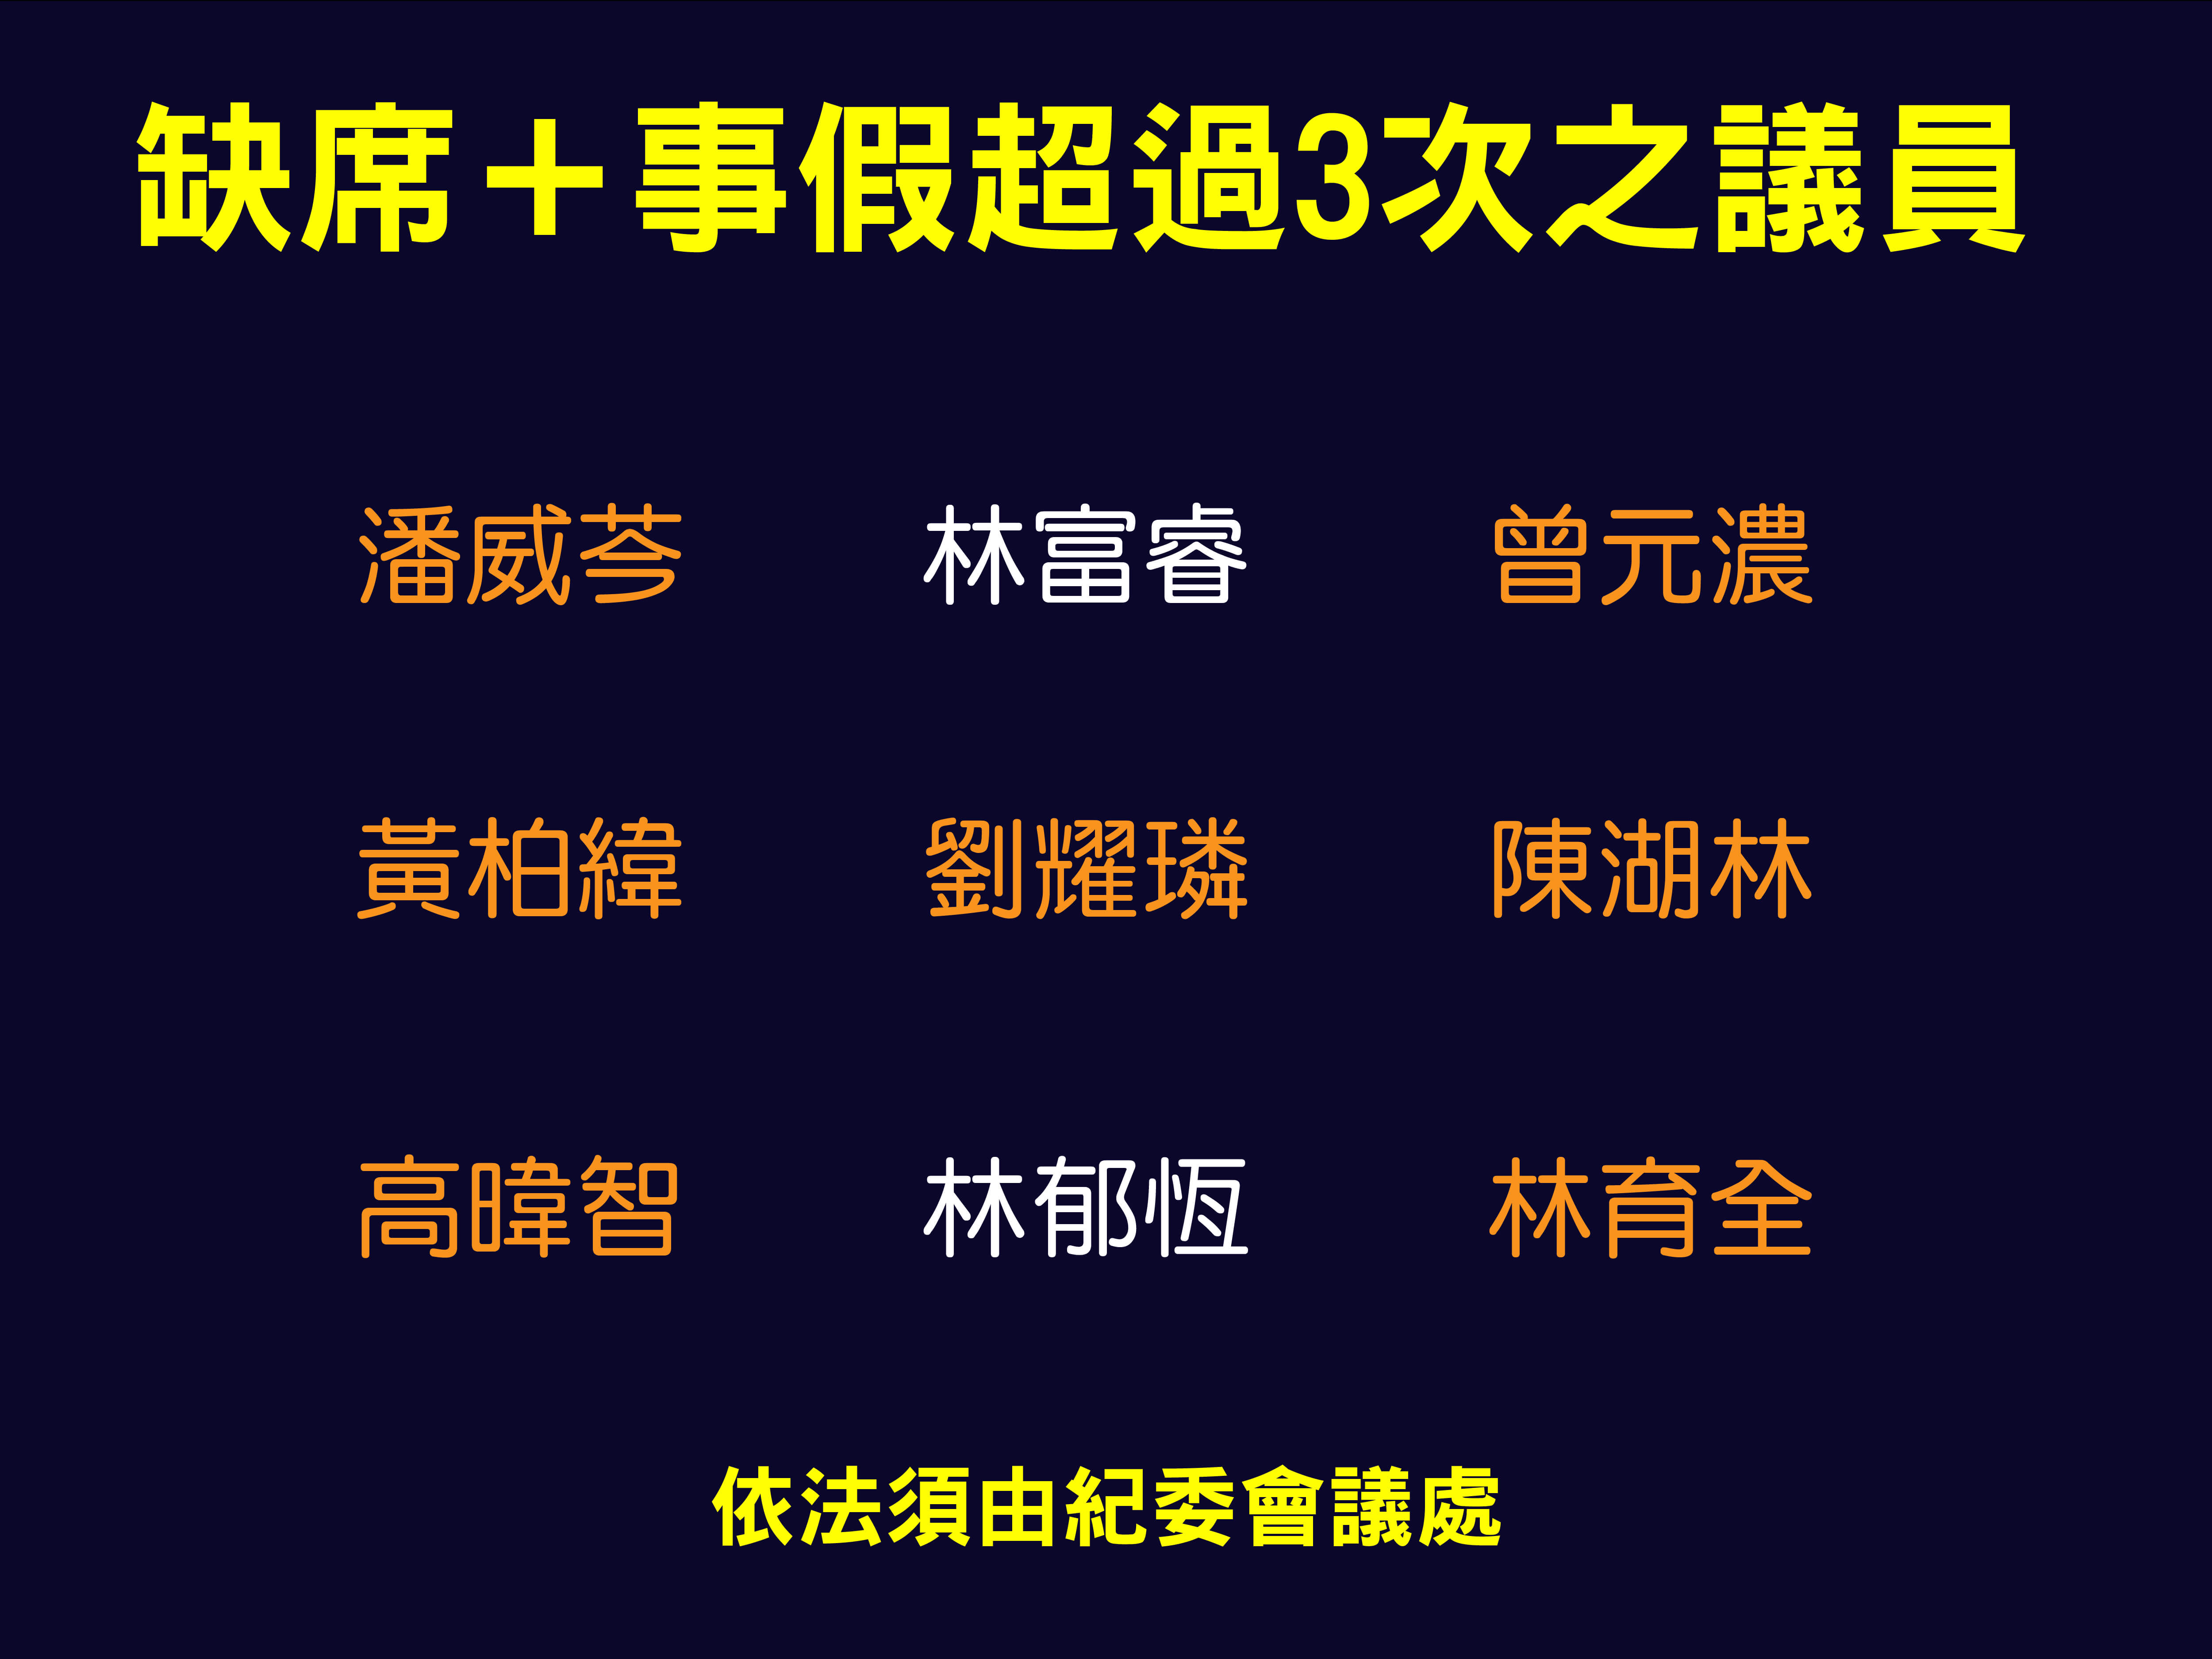 缺席＋事假超過3次之議員
潘威芩 林富睿 曾元濃
黃柏緯 劉耀璘 陳湖林
高暐智 林郁恆 林育全
依法須由紀委會議處